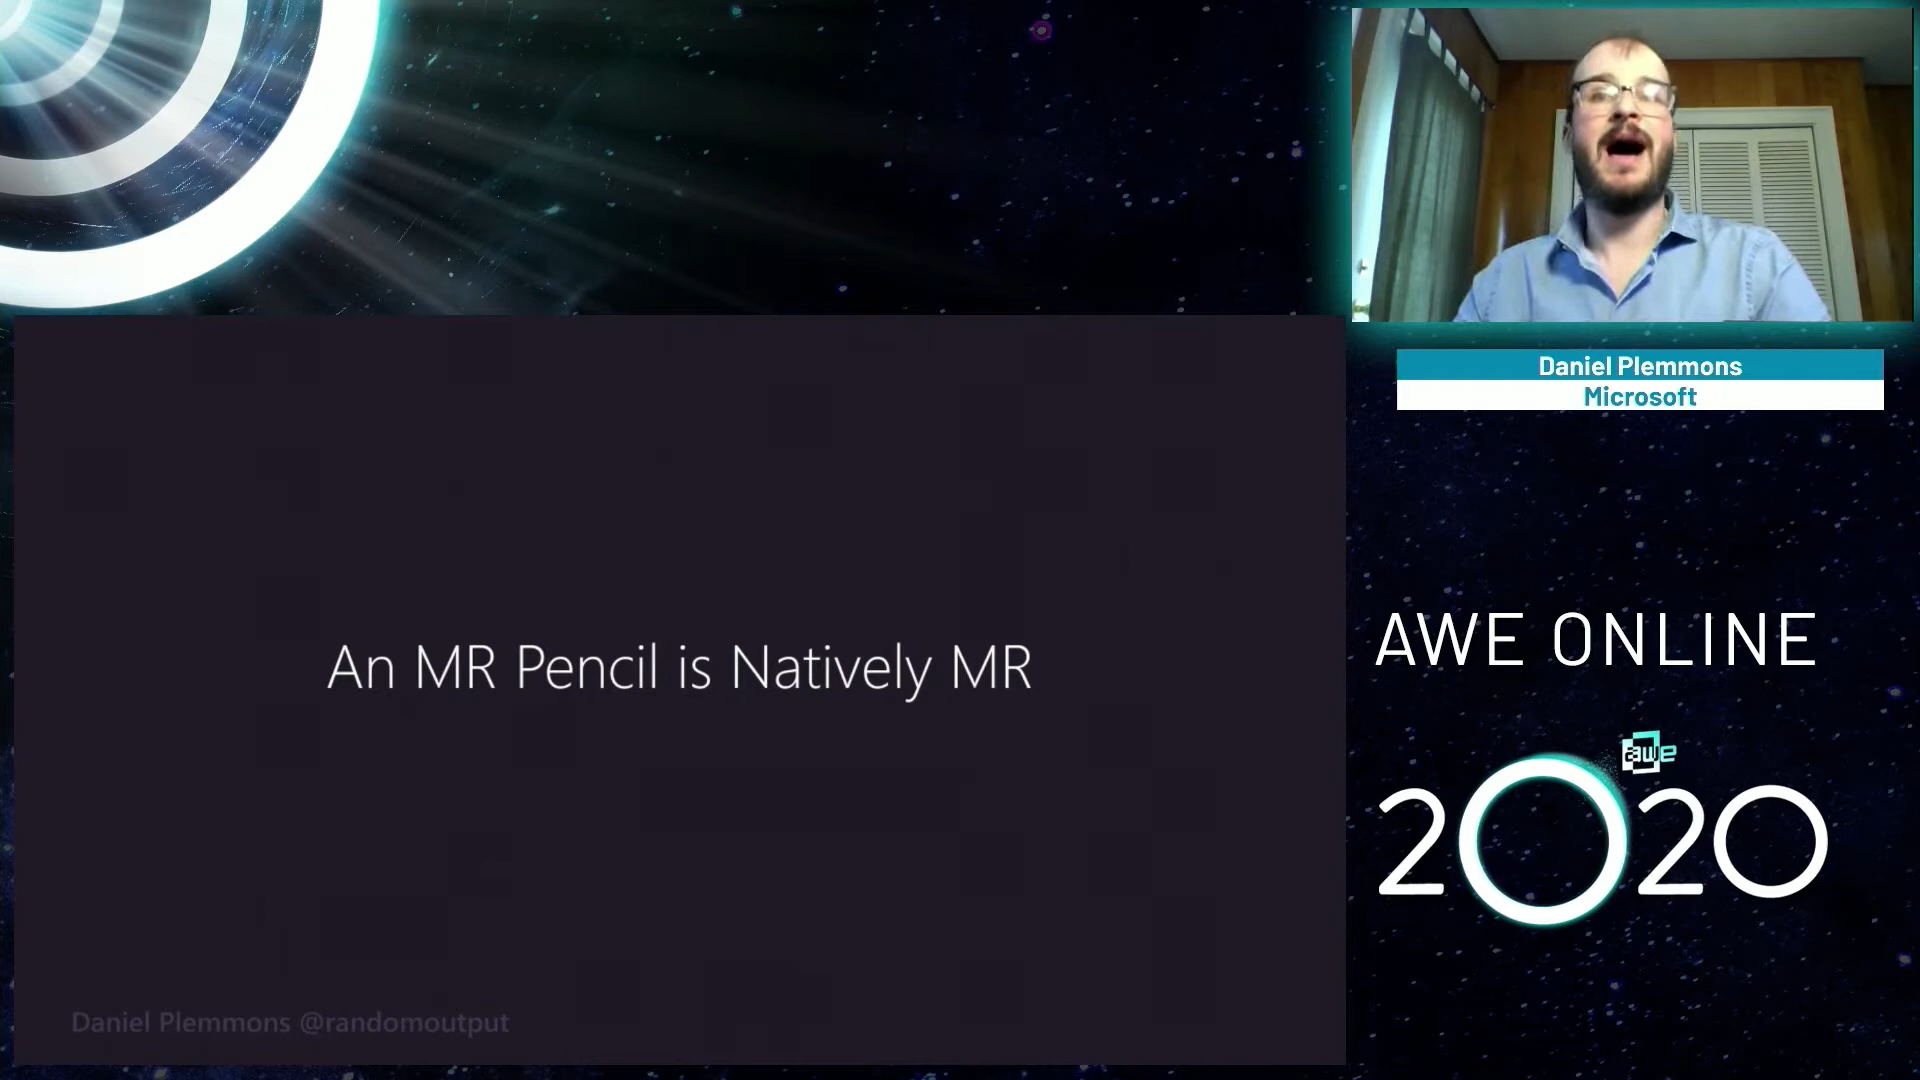 Daniel Plemmons
Microsoft
An MR Pencil is Natively MR
AWE ONLINE
awe
2020
Daniel Plemmons @randomoutput